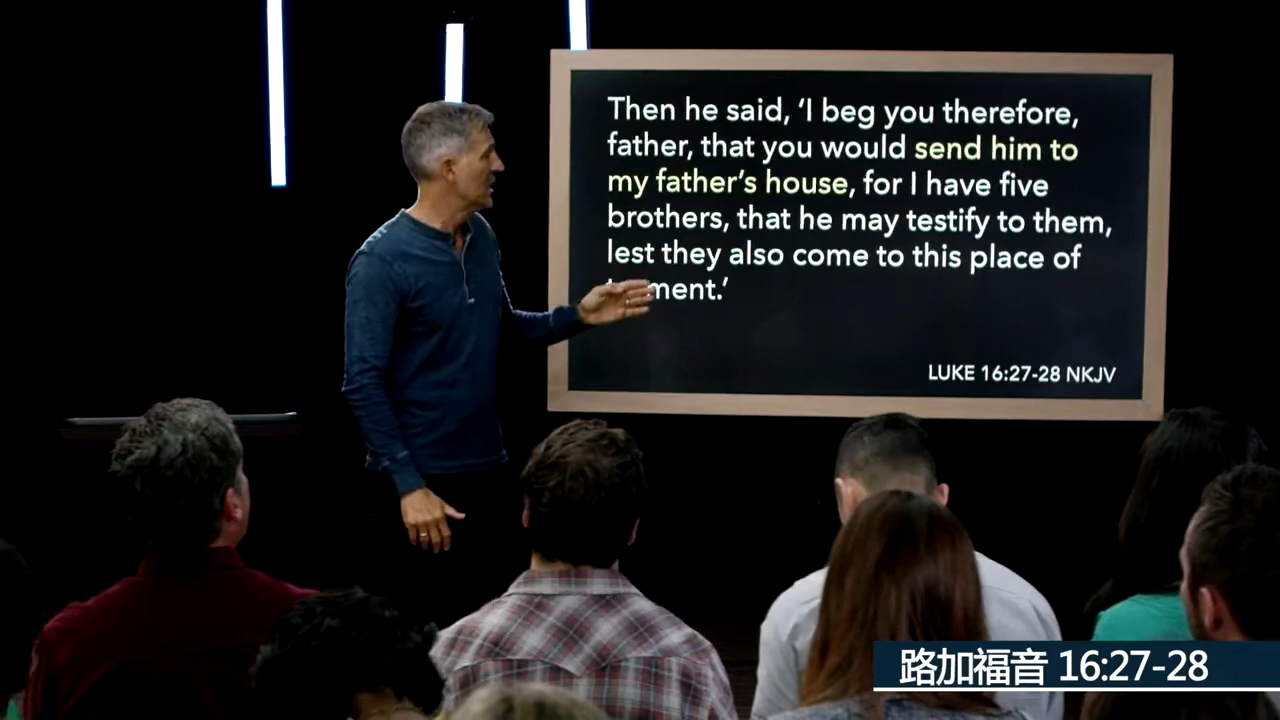 Then he said, ‘I beg you therefore,
father, that you would send him to
my father’s house, for I have five
brothers, that he may testify to them,
lest they also come to this place of
ment.’
LUKE 16:27-28 NKJV
路加福音 16:27-28